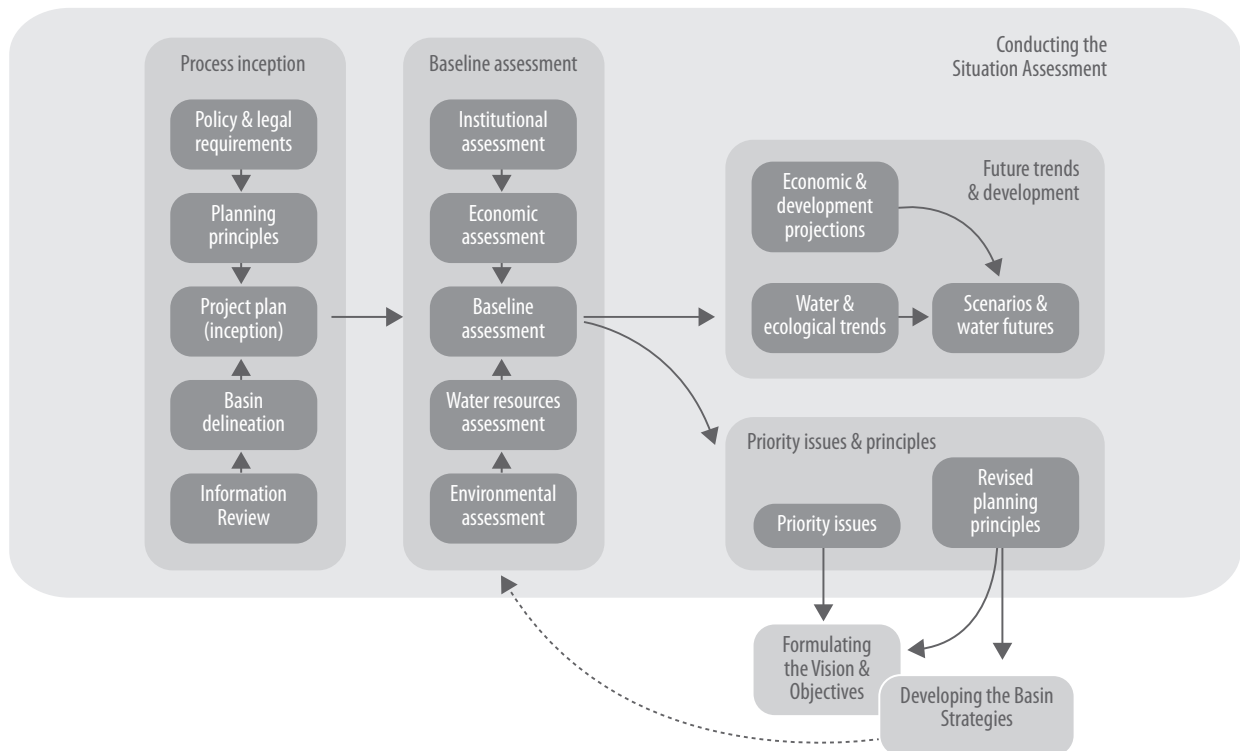 Conducting the
Situation Assessment
Process inception
Policy & legal
requirements
Planning
principles
Project plan
(inception)
Basin
delineation
Information
Review
Baseline assessment
Institutional
assessment
Economic
assessment
Baseline
assessment
Water resources
assessment
Environmental
assessment
Future trends
& development
Economic &
development
projections
Water &
ecological trends
Scenarios &
water futures
Priority issues & principles
Priority issues
Revised
planning
principles
Formulating
the Vision &
Objectives
Developing the Basin
Strategies